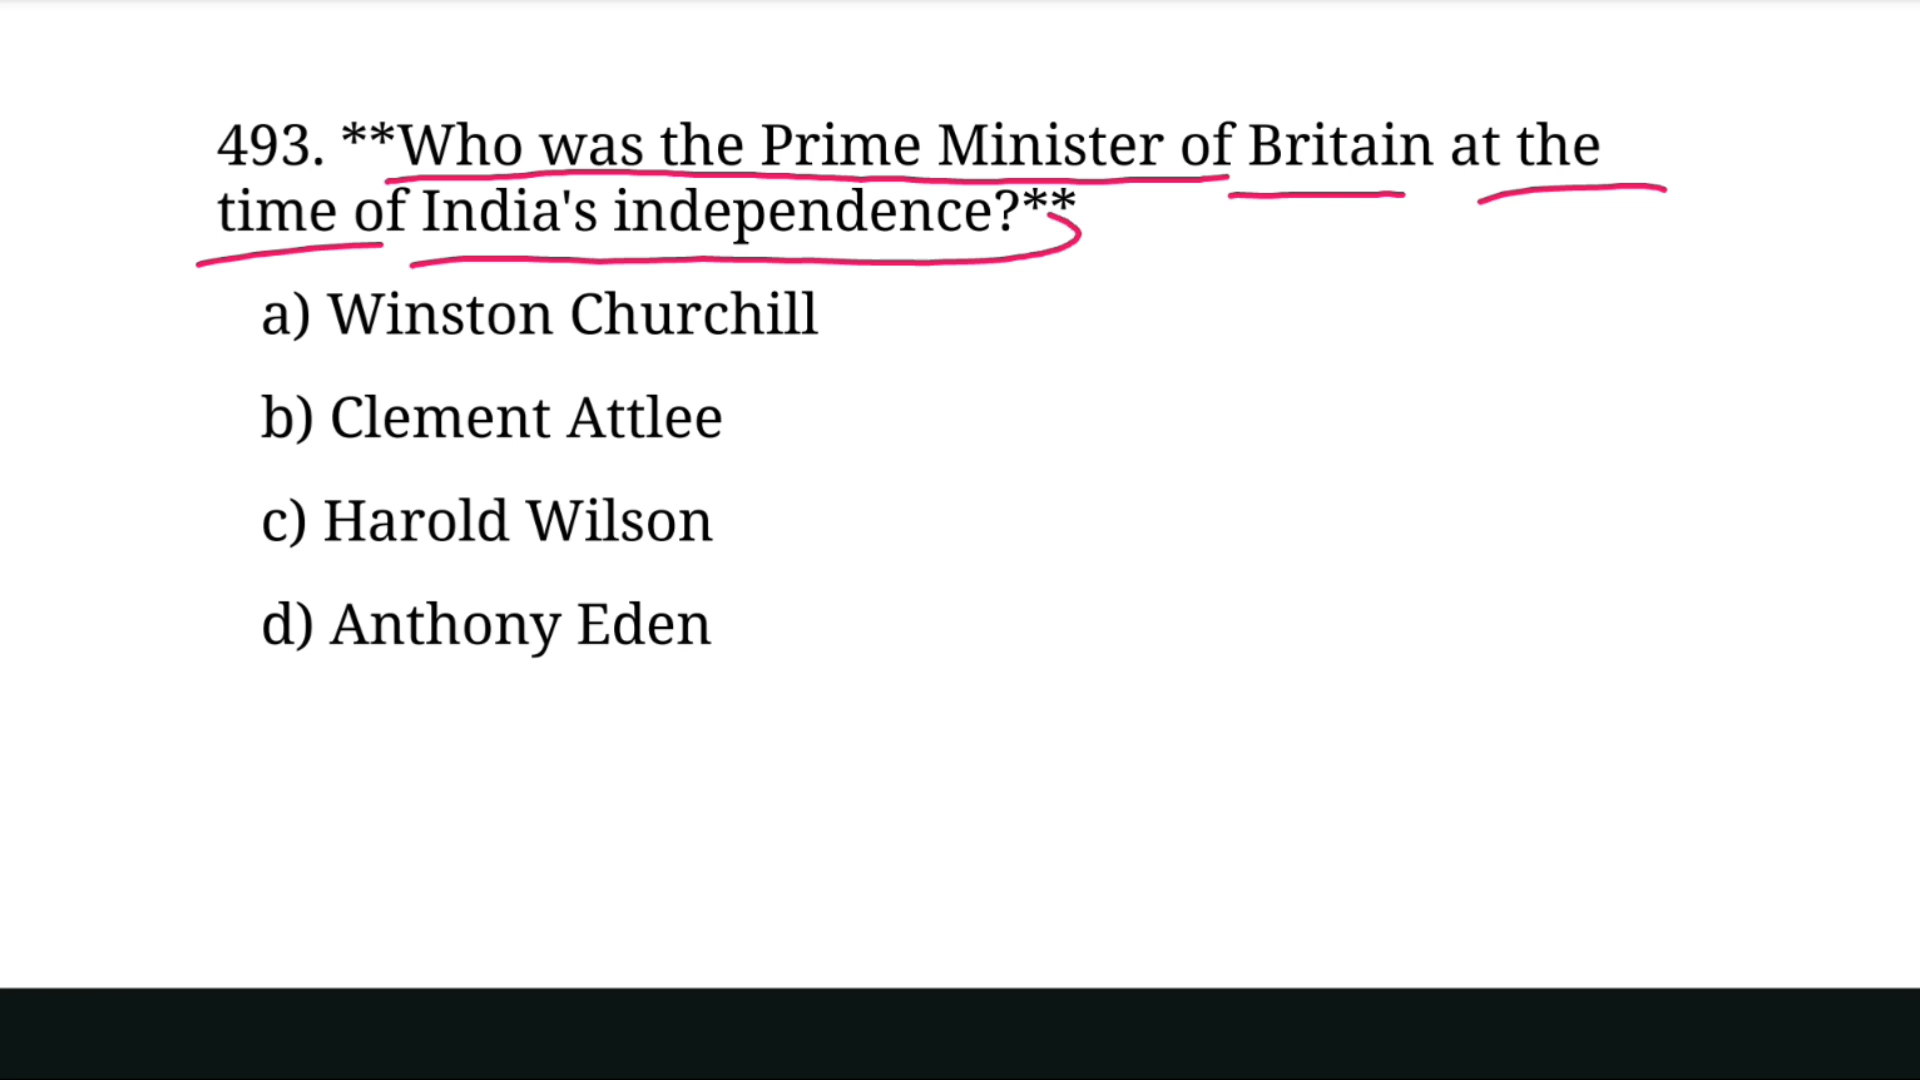 493. **Who was the Prime Minister of Britain at the
time of India's independence?**
a) Winston Churchill
b) Clement Attlee
c) Harold Wilson
d) Anthony Eden